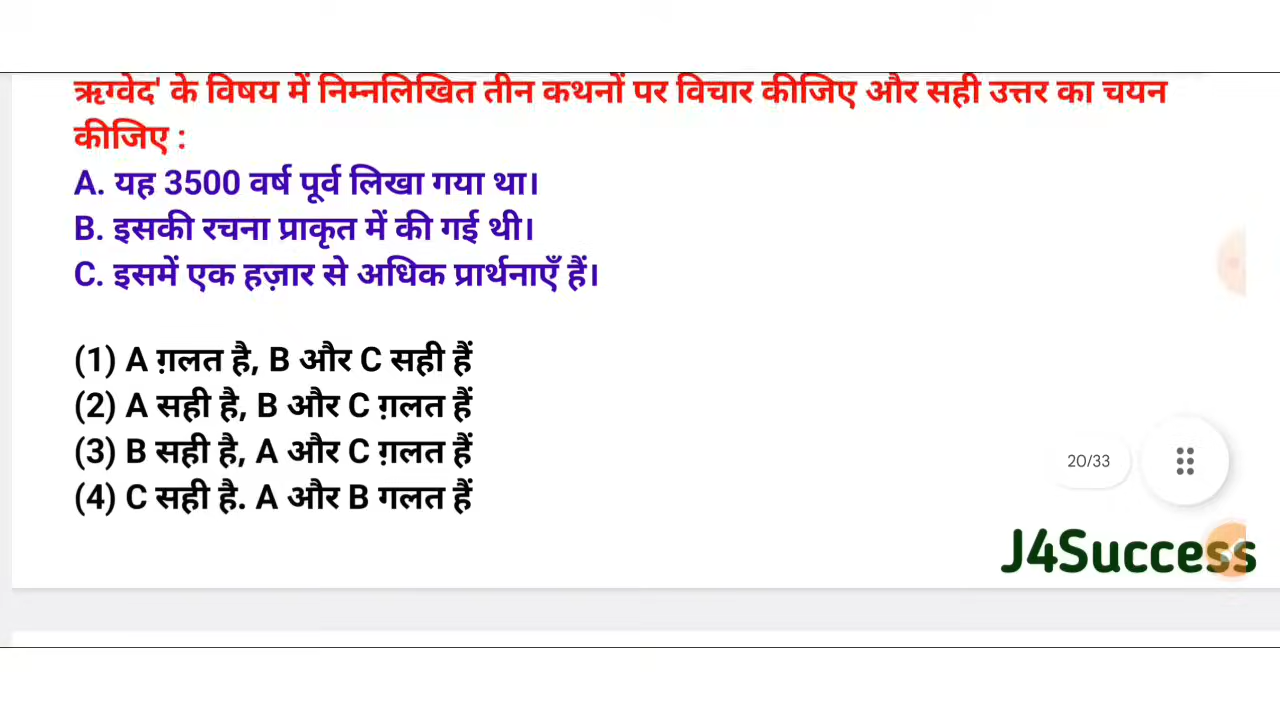 ऋग्वेद' के विषय में निम्नलिखित तीन कथनों पर विचार कीजिए और सही उत्तर का चयन
कीजिए :
A. यह 3500 वर्ष पूर्व लिखा गया था।
B. इसकी रचना प्राकृत में की गई थी।
C. इसमें एक हज़ार से अधिक प्रार्थनाएँ हैं।
(1) A ग़लत है, B और C सही हैं
(2) A सही है, B और C ग़लत हैं
(3) B सही है, A और C ग़लत हैं
(4) C सही है. A और B गलत हैं
20/33
J4Success